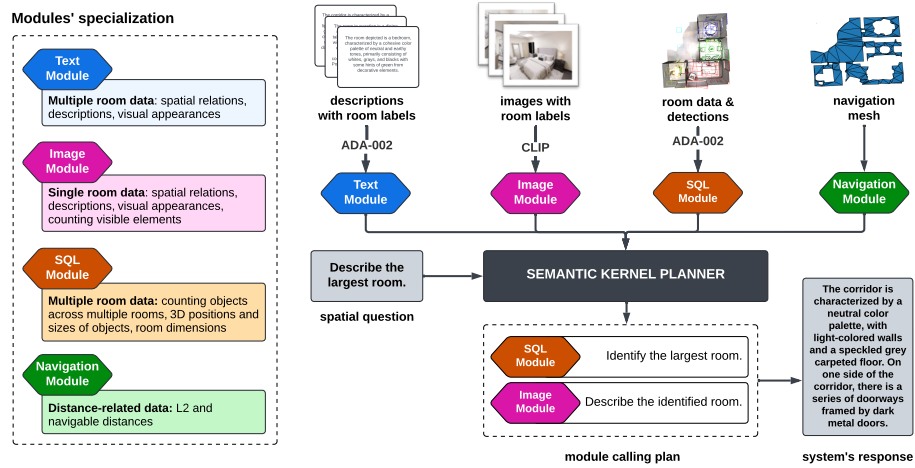 Modules' specialization
Text
Module
Multiple room data: spatial relations,
descriptions, visual appearances
Image
Module
Single room data: spatial relations,
descriptions, visual appearances,
counting visible elements
SQL
Module
Multiple room data: counting objects
across multiple rooms, 3D positions and
sizes of objects, room dimensions
Navigation
Module
Distance-related data: L2 and
navigable distances
The room depicted is a bedroom,
characterized by a cohesive color
palette of neutral and earthy
tones, primarily consisting of
whites, grays, and blacks with
some hints of green from
decorative elements.
descriptions
with room labels
images with
room labels
room data &
detections
navigation
mesh
ADA-002
CLIP
ADA-002
Text
Module
Image
Module
SQL
Module
Navigation
Module
Describe the
largest room.
spatial question
SEMANTIC KERNEL PLANNER
SQL
Module
Identify the largest room.
Image
Module
Describe the identified room.
module calling plan
The corridor is
characterized by a
neutral color
palette, with
light-colored walls
and a speckled grey
carpeted floor. On
one side of the
corridor, there is a
series of doorways
framed by dark
metal doors.
system's response